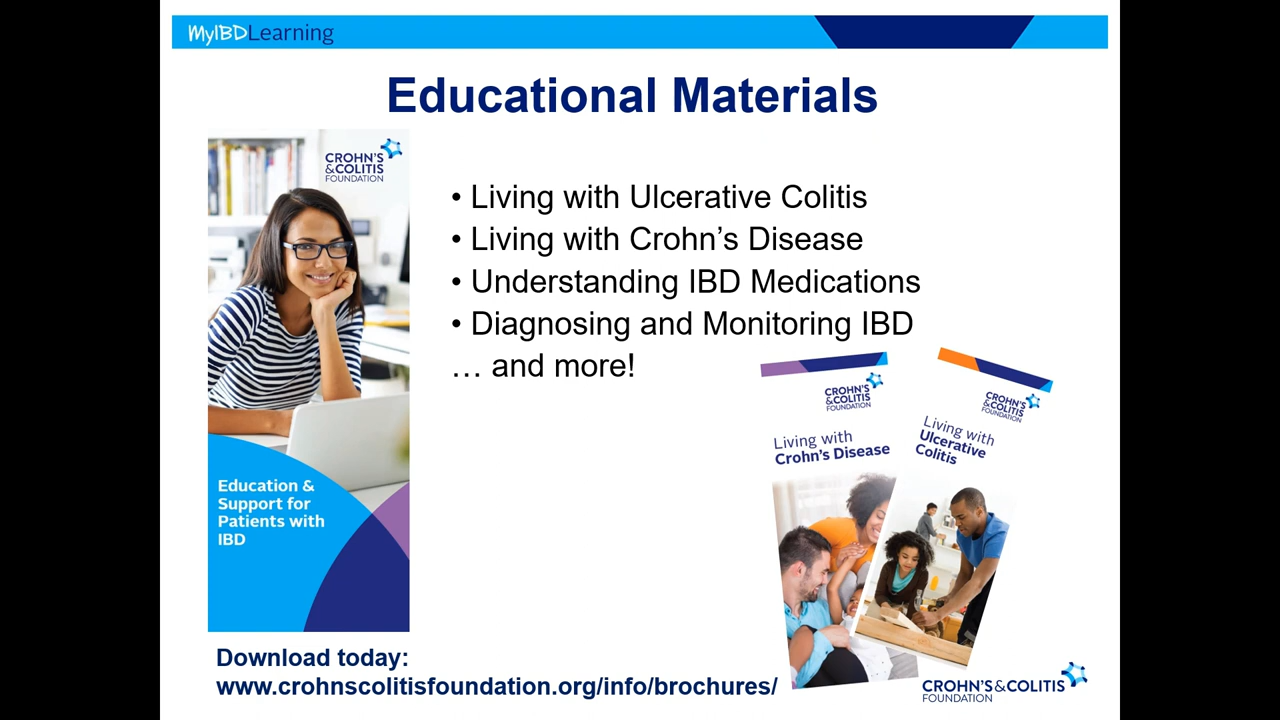 MyIBDLearning
Educational Materials
CROHN'S
&COLITIS
FOUNDATION
Education &
Support for
Patients with
IBD
• Living with Ulcerative Colitis
• Living with Crohn’s Disease
• Understanding IBD Medications
• Diagnosing and Monitoring IBD
… and more!
CROHN'S
&COLITIS
FOUNDATION
Living with
Crohn's Disease
CROHN'S
&COLITIS
FOUNDATION
Living with
Ulcerative
Colitis
Download today:
www.crohnscolitisfoundation.org/info/brochures/
CROHN'S&COLITIS
FOUNDATION